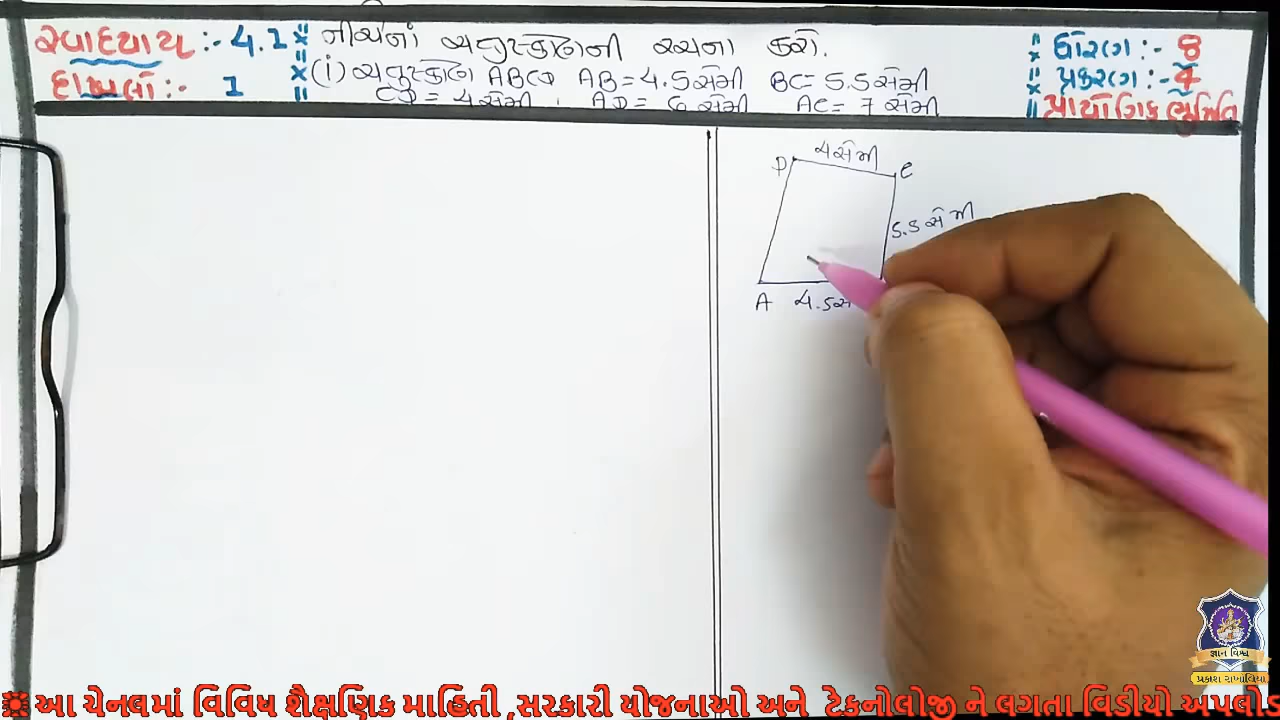 સ્વાધ્યાય :- 4.1
દાખલો :- 1
નીચેનાં ચતુષ્કોણની રચના કરો.
(i) ચતુષ્કોણ ABCD AB = 4.5 સેમી BC = 5.5 સેમી
CD = 4 સેમી , AD = 6 સેમી AC = 7 સેમી
ધોરણ :- 8
પ્રકરણ :- 4
પ્રાયોગિક ભૂમિતિ
D 4 સેમી C
5.5 સેમી
A 4.5 સે
જ્ઞાન વિશ્વ
પ્રકાશ રાખોલિયા
આ ચેનલમાં વિવિધ શૈક્ષણિક માહિતી ,સરકારી યોજનાઓ અને ટેકનોલોજી ને લગતા વિડીયો અપલોડ